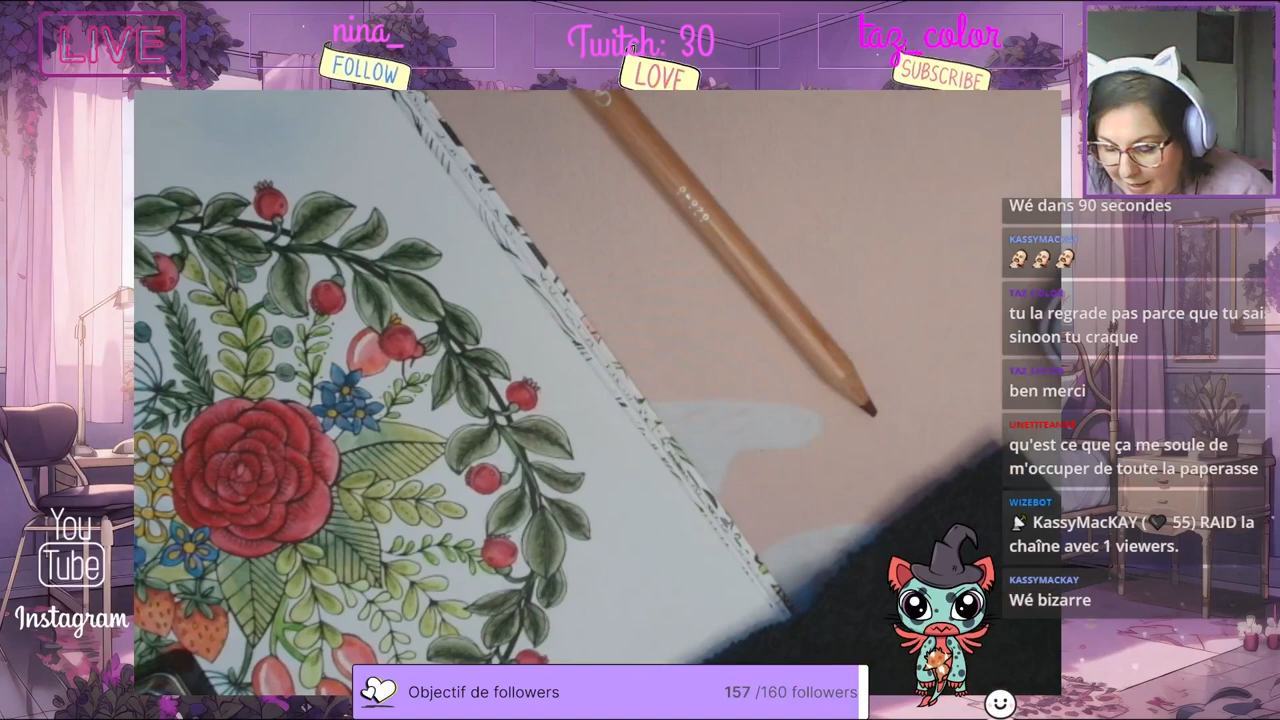 LIVE
nina_
FOLLOW
Twitch: 30
LOVE
taz_color
SUBSCRIBE
Wé dans 90 secondes
KASSYMACKAY
TAZ_COLOR
tu la regrade pas parce que tu sai
sinoon tu craque
TAZ_COLOR
ben merci
qu'est ce que ça me soule de
m'occuper de toute la paperasse
WIZEBOT
KassyMacKAY ( 55) RAID la
chaîne avec 1 viewers.
KASSYMACKAY
Wé bizarre
You
Tube
Instagram
Objectif de followers
157 /160 followers